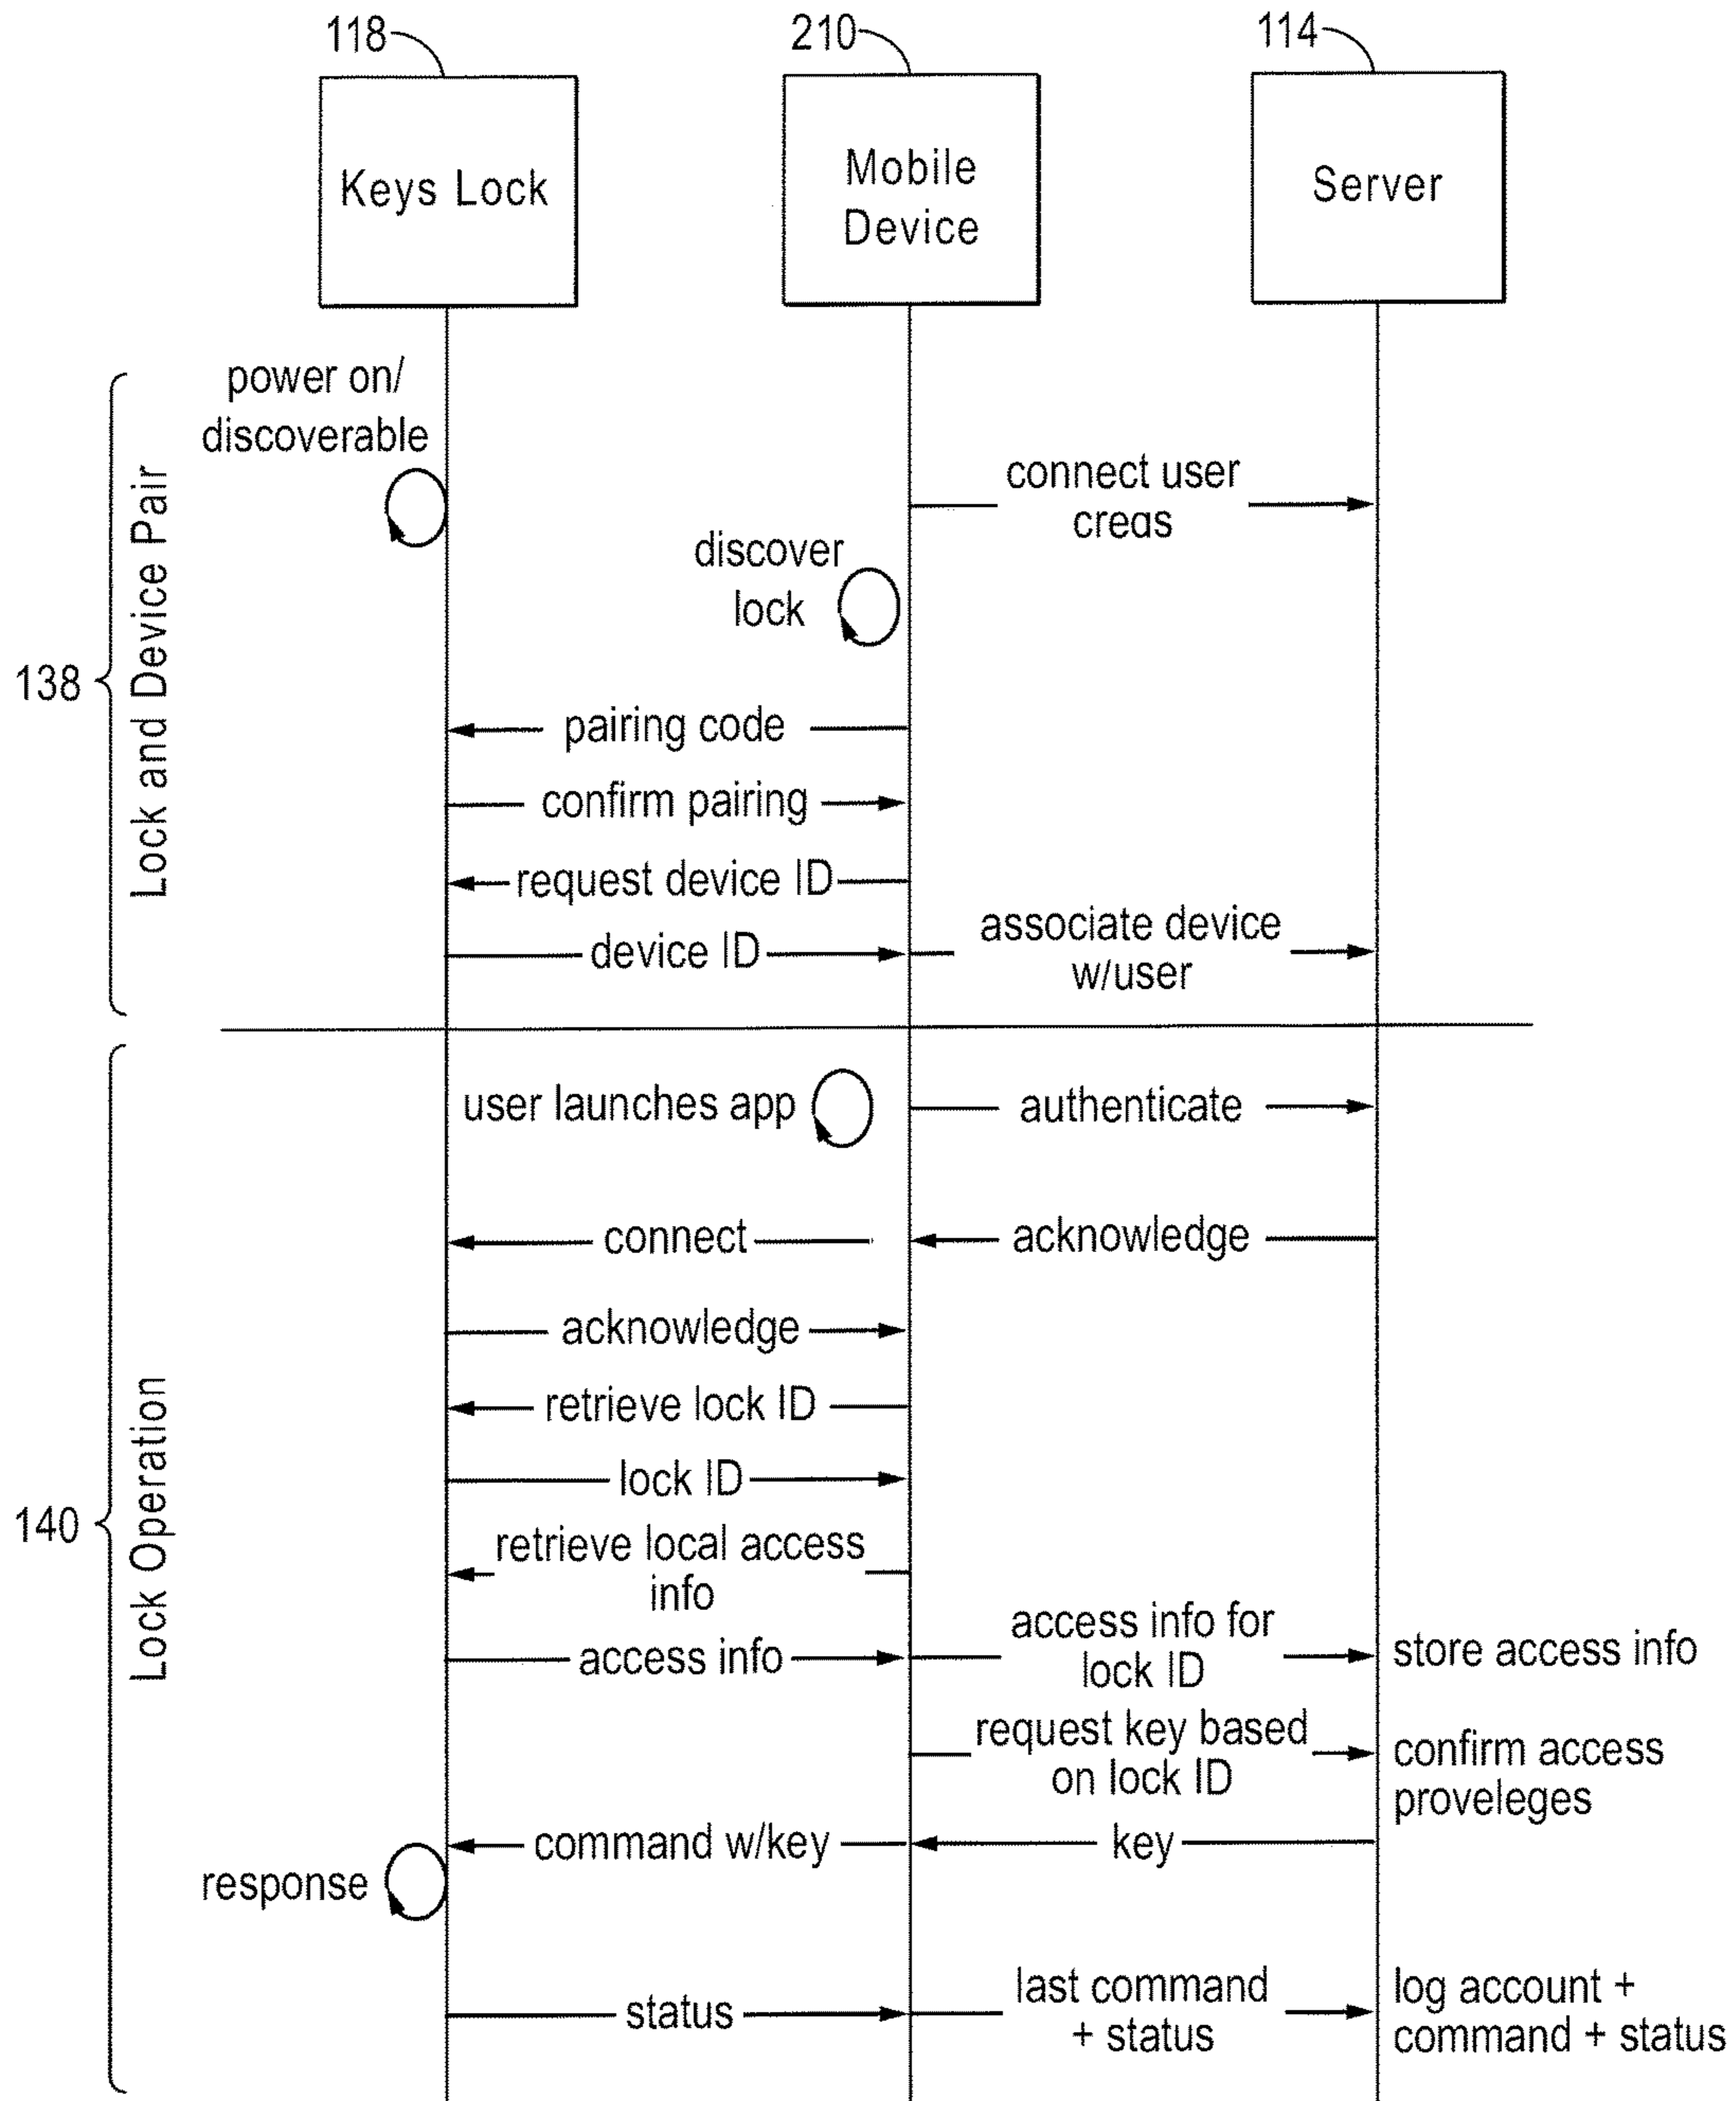 118
210
114
Keys Lock
Mobile
Device
Server
power on/
discoverable
connect user
creas
discover
lock
138
Lock and Device Pair
pairing code
confirm pairing
request device ID
device ID
associate device
w/user
user launches app
authenticate
connect
acknowledge
acknowledge
retrieve lock ID
lock ID
140
Lock Operation
retrieve local access
info
access info
access info for
lock ID
store access info
request key based
on lock ID
confirm access
proveleges
command w/key
key
response
status
last command
+ status
log account +
command + status